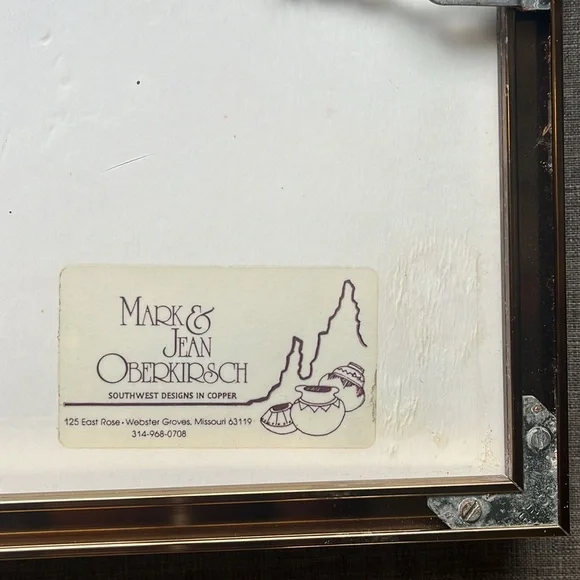 Mark &
Jean
Oberkirsch
SOUTHWEST DESIGNS IN COPPER
125 East Rose • Webster Groves, Missouri 63119
314-968-0708